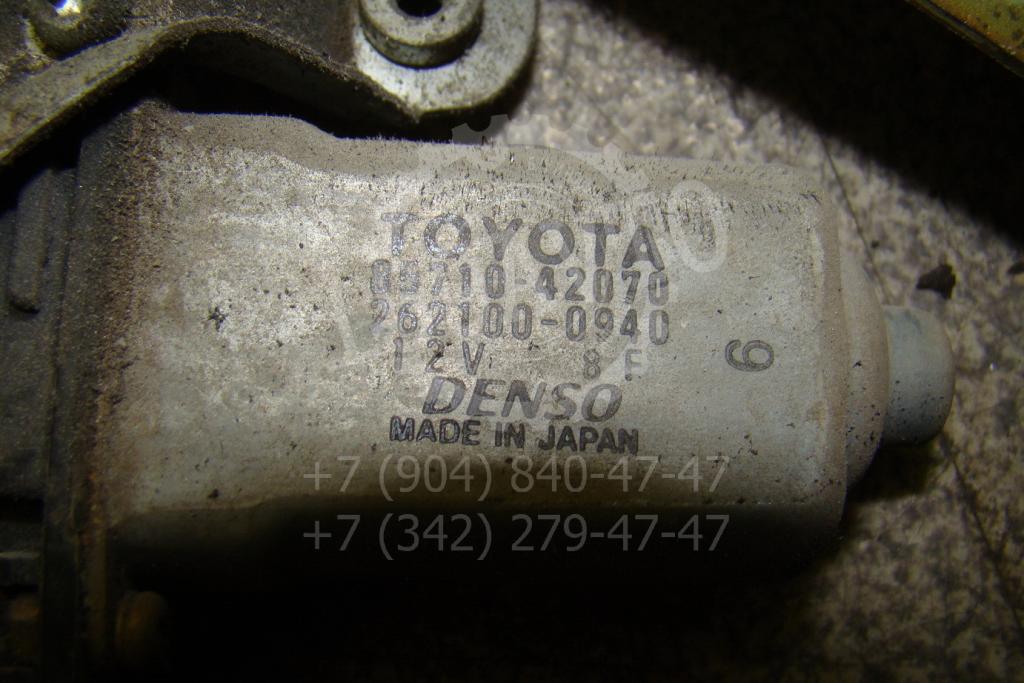 TOYOTA
85710-42070
262100-0940
12V 8F
9
DENSO
MADE IN JAPAN
+7 (904) 840-47-47
+7 (342) 279-47-47